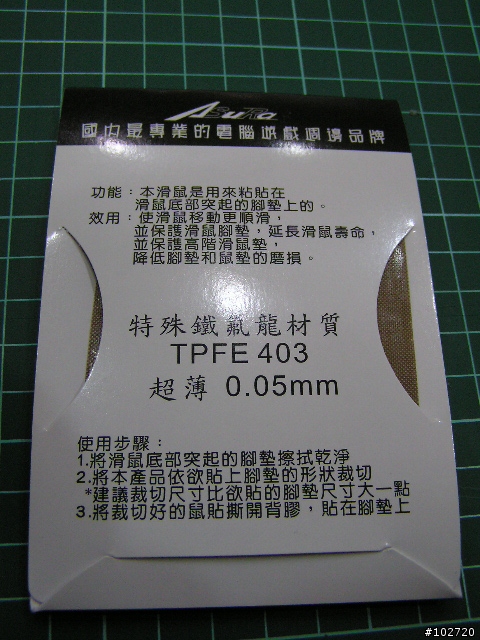 AsuRa
國內最專業的電腦遊戲週邊品牌
功能：本滑鼠是用來粘貼在
滑鼠底部突起的腳墊上的。
效用：使滑鼠移動更順滑，
並保護滑鼠腳墊，延長滑鼠壽命，
並保護高階滑鼠墊，
降低腳墊和鼠墊的磨損。
特殊鐵氟龍材質
TPFE 403
超薄 0.05mm
使用步驟：
1.將滑鼠底部突起的腳墊擦拭乾淨
2.將本產品依欲貼上腳墊的形狀裁切
*建議裁切尺寸比欲貼的腳墊尺寸大一點
3.將裁切好的鼠貼撕開背膠，貼在腳墊上
#102720